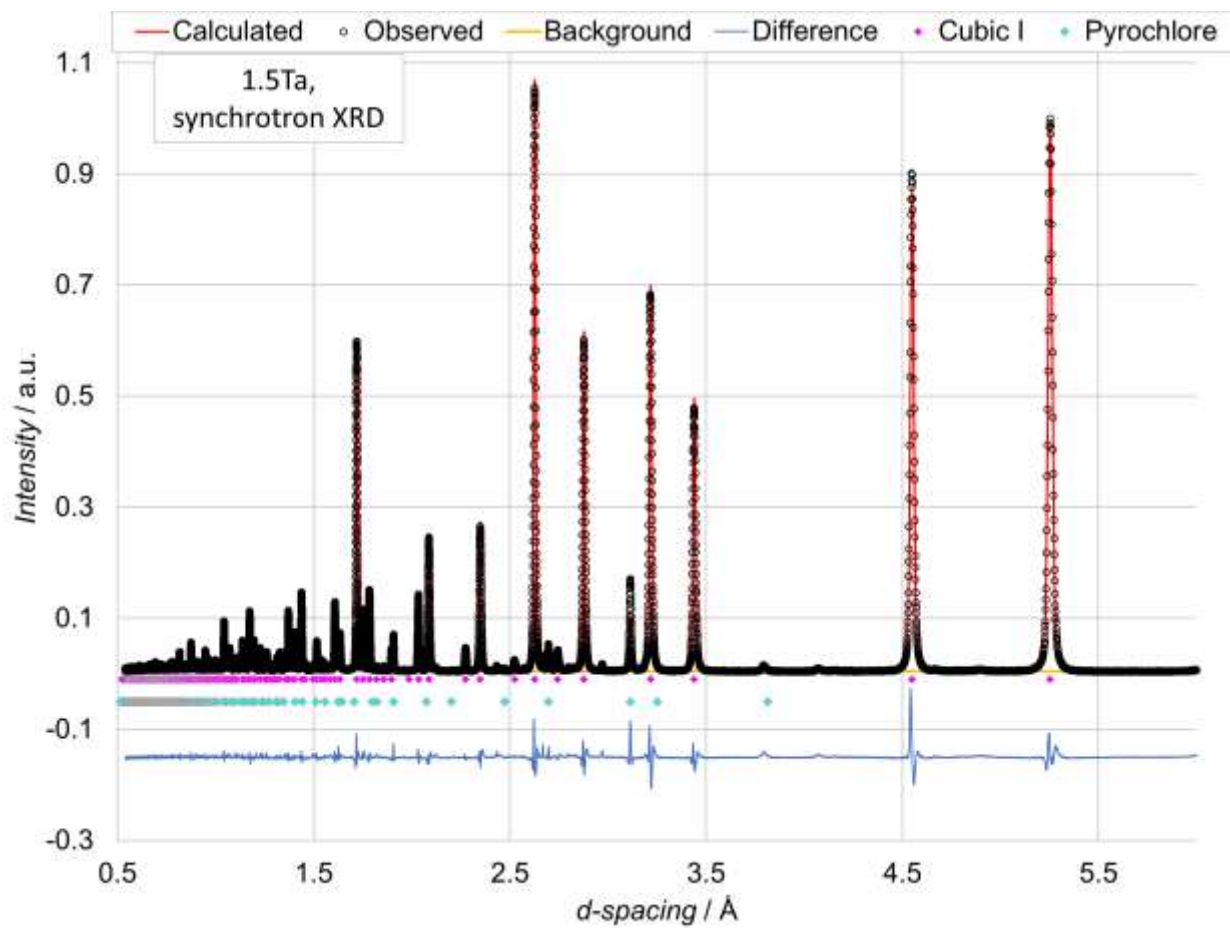 Calculated Observed Background Difference Cubic I Pyrochlore
1.5Ta,
synchrotron XRD
1.1
0.9
0.7
0.5
0.3
0.1
-0.1
-0.3
Intensity / a.u.
0.5 1.5 2.5 3.5 4.5 5.5
d-spacing / Å